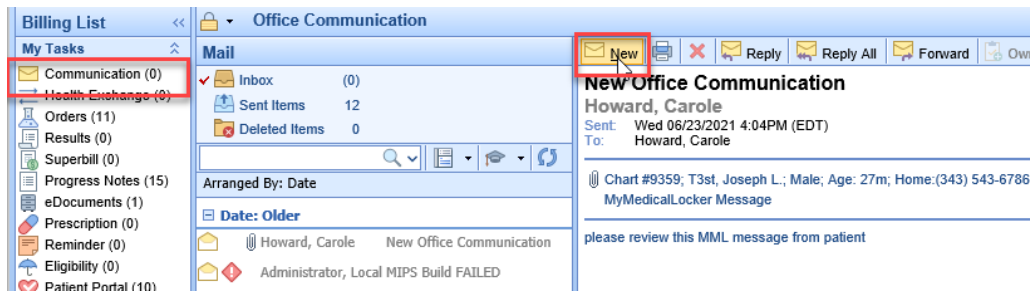 Billing List
My Tasks
Communication (0)
Health Exchange (0)
Orders (11)
Results (0)
Superbill (0)
Progress Notes (15)
eDocuments (1)
Prescription (0)
Reminder (0)
Eligibility (0)
Patient Portal (10)
Office Communication
Mail
Inbox (0)
Sent Items 12
Deleted Items 0
Arranged By: Date
Date: Older
Howard, Carole New Office Communication
Administrator, Local MIPS Build FAILED
New Reply Reply All Forward Own
New Office Communication
Howard, Carole
Sent: Wed 06/23/2021 4:04PM (EDT)
To: Howard, Carole
Chart #9359; T3st, Joseph L.; Male; Age: 27m; Home:(343) 543-6786
MyMedicalLocker Message
please review this MML message from patient